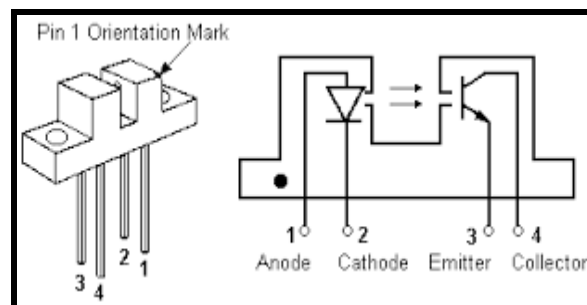 Pin 1 Orientation Mark
3 4 2 1
1 2 3 4
Anode Cathode Emitter Collector